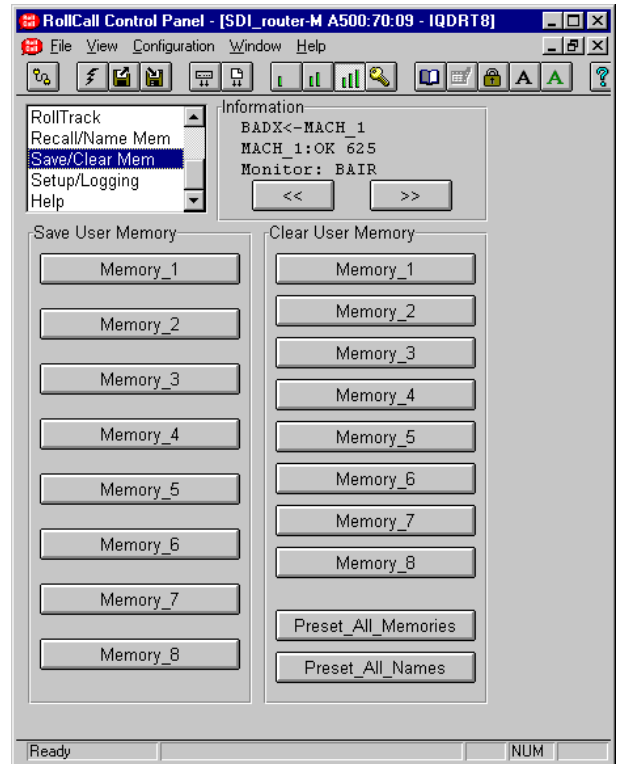 RollCall Control Panel - [SDI_router-M A500:70:09 - IQDRT8]
File View Configuration Window Help
A A
RollTrack
Recall/Name Mem
Save/Clear Mem
Setup/Logging
Help
Information
BADX<-MACH_1
MACH_1:OK 625
Monitor: BAIR
<< >>
Save User Memory
Memory_1
Memory_2
Memory_3
Memory_4
Memory_5
Memory_6
Memory_7
Memory_8
Clear User Memory
Memory_1
Memory_2
Memory_3
Memory_4
Memory_5
Memory_6
Memory_7
Memory_8
Preset_All_Memories
Preset_All_Names
Ready NUM